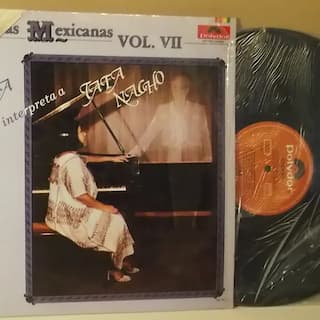 as Mexicanas VOL. VII
Polydor
A
interpreta a TATA
NACHO
Polydor